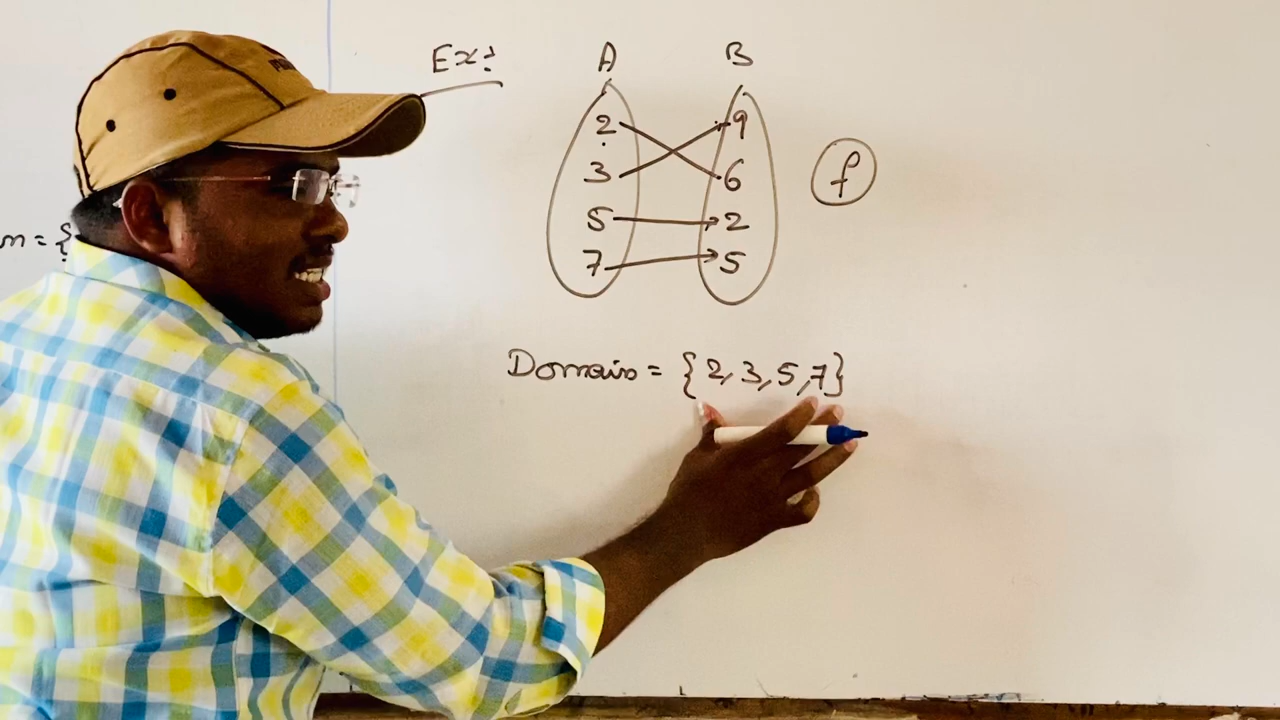 Ex:
A B
2 9
3 6
f
5 2
7 5
n = {
Domain = {2, 3, 5, 7}